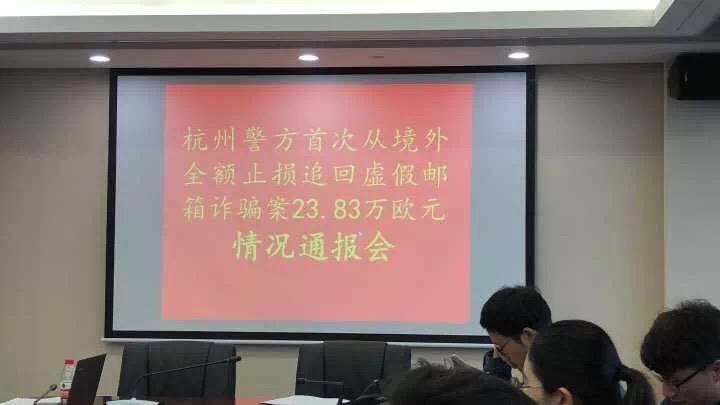 杭州警方首次从境外
全额止损追回虚假邮
箱诈骗案23.83万欧元
情况通报会